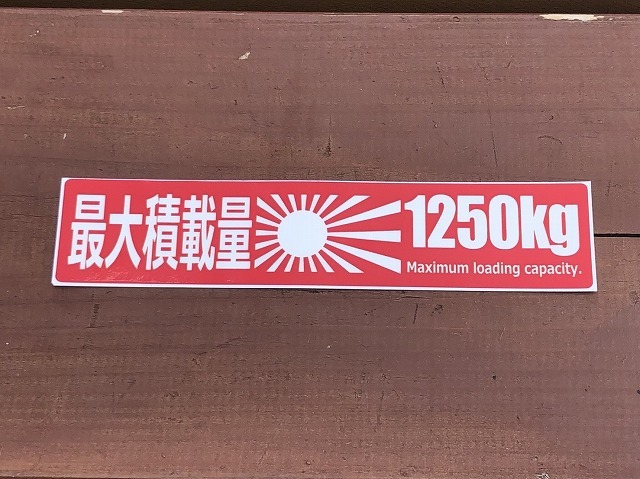 最大積載量
1250kg
Maximum loading capacity.